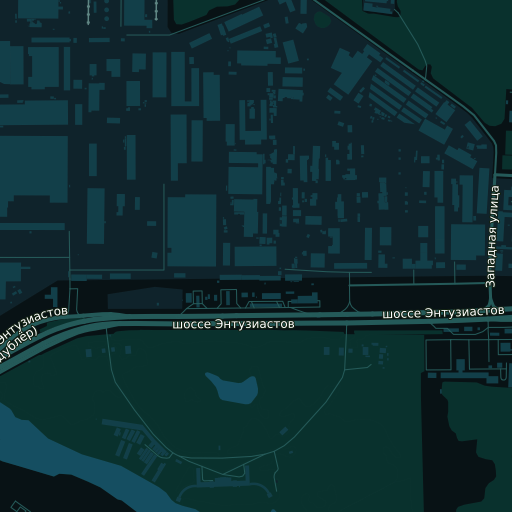 Западная улица
шоссе Энтузиастов
шоссе Энтузиастов
Энтузиастов
дублёр)